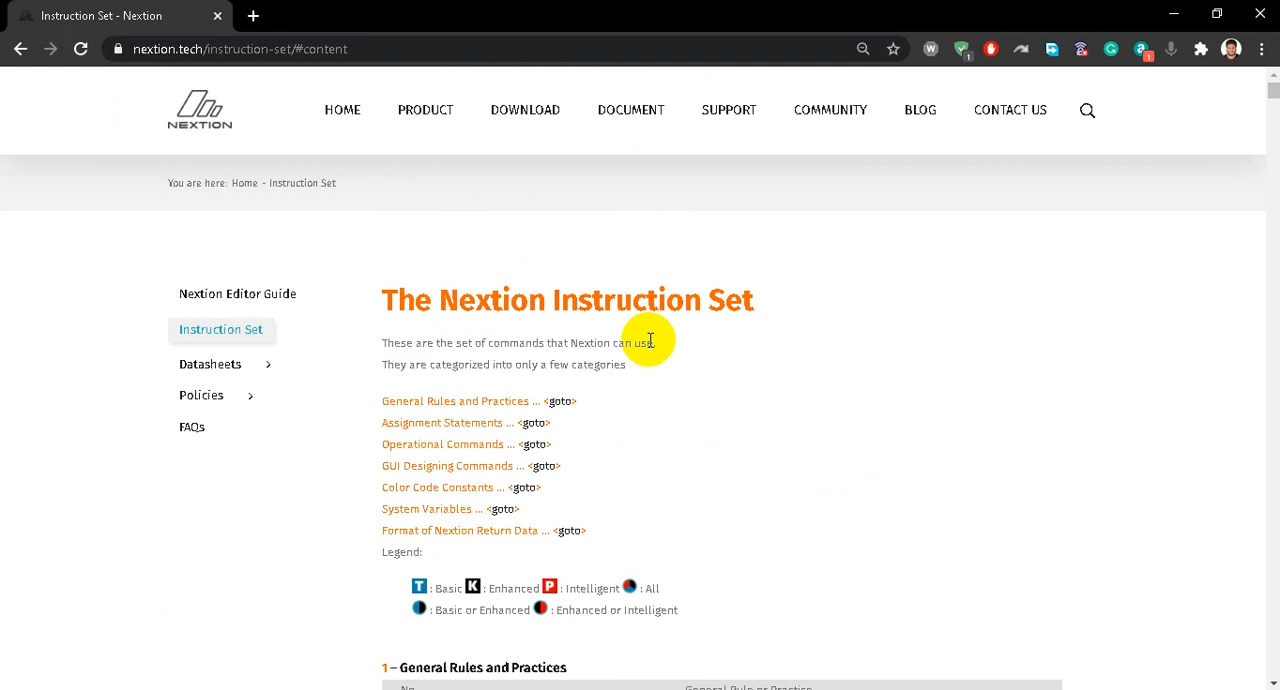 Instruction Set - Nextion
nextion.tech/instruction-set/#content
NEXTION
HOME PRODUCT DOWNLOAD DOCUMENT SUPPORT COMMUNITY BLOG CONTACT US
You are here: Home - Instruction Set
Nextion Editor Guide
Instruction Set
Datasheets
Policies
FAQs
The Nextion Instruction Set
These are the set of commands that Nextion can use.
They are categorized into only a few categories
General Rules and Practices ... <goto>
Assignment Statements ... <goto>
Operational Commands ... <goto>
GUI Designing Commands ... <goto>
Color Code Constants ... <goto>
System Variables ... <goto>
Format of Nextion Return Data ... <goto>
Legend:
T : Basic K : Enhanced P : Intelligent : All
: Basic or Enhanced : Enhanced or Intelligent
1 – General Rules and Practices
No. General Rule or Practice